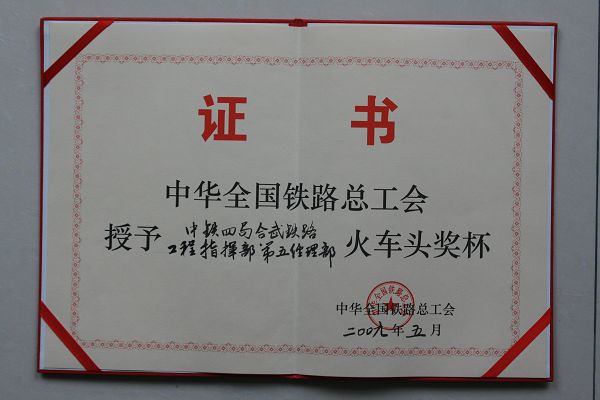 证书
中华全国铁路总工会
授予
中铁四局合武铁路
工程指挥部第五经理部
火车头奖杯
中华全国铁路总工会
二00九年五月